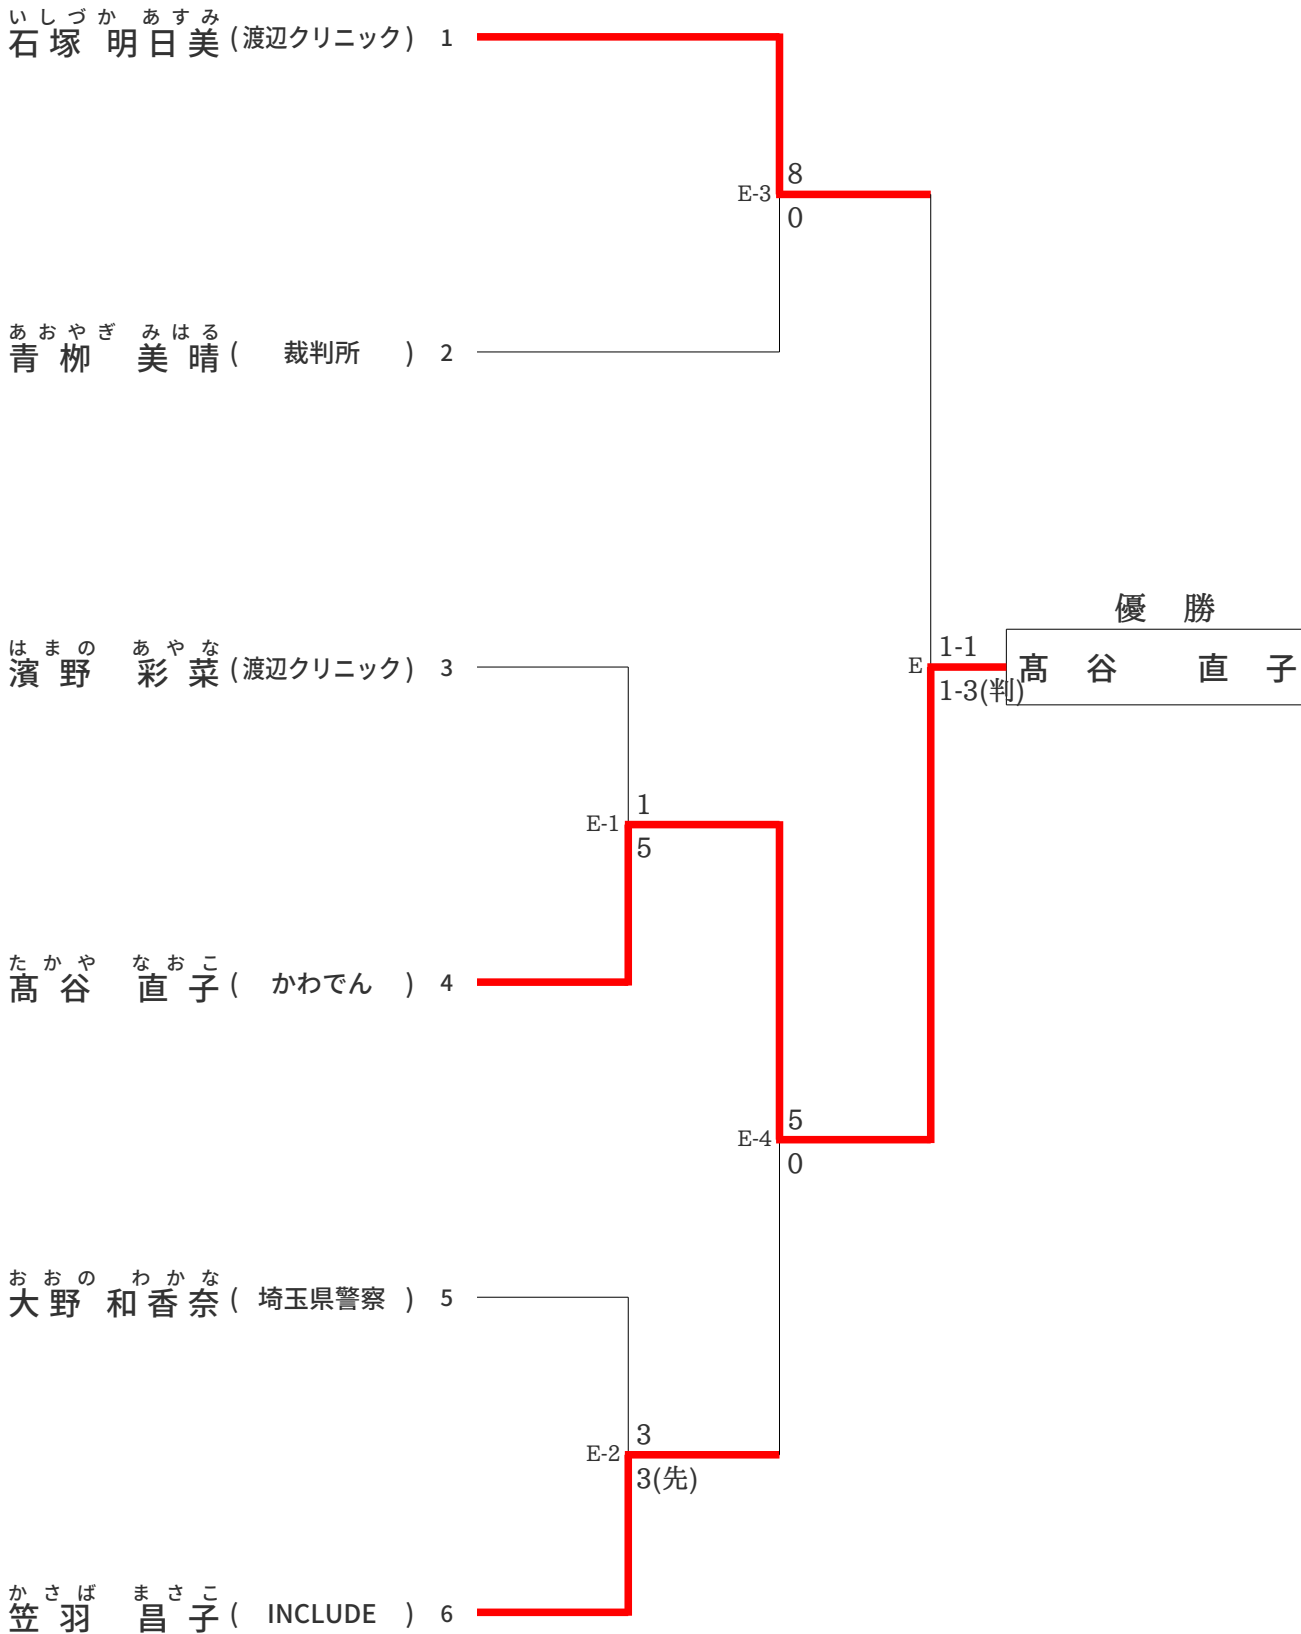 いしづか あすみ
石塚 明日美 (渡辺クリニック) 1
8
E-3
0
あおやぎ みはる
青栁 美晴 ( 裁判所 ) 2
優 勝
はまの あやな
濱野 彩菜 (渡辺クリニック) 3
1-1
E
髙谷 直子
1-3(判)
1
E-1
5
たかや なおこ
髙谷 直子 ( かわでん ) 4
5
E-4
0
おおの わかな
大野 和香奈 ( 埼玉県警察 ) 5
3
E-2
3(先)
かさば まさこ
笠羽 昌子 ( INCLUDE ) 6